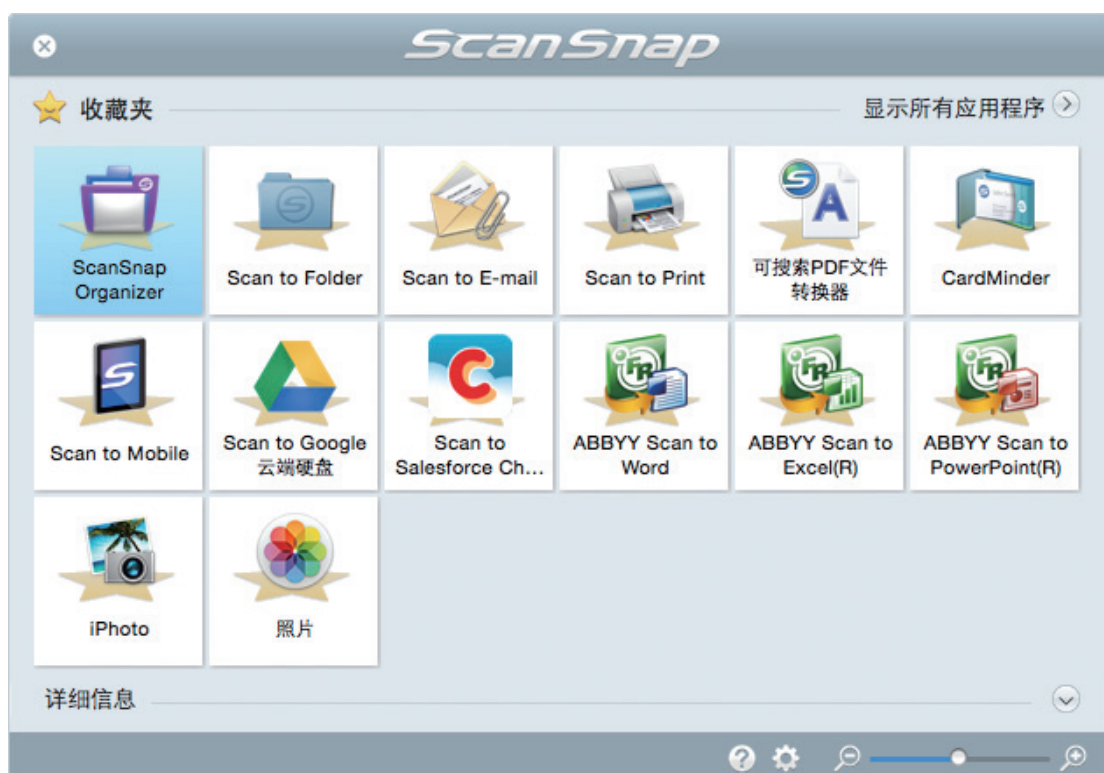 ScanSnap
收藏夹
显示所有应用程序
ScanSnap
Organizer
Scan to Folder
Scan to E-mail
Scan to Print
可搜索PDF文件
转换器
CardMinder
Scan to Mobile
Scan to Google
云端硬盘
Scan to
Salesforce Ch...
ABBYY Scan to
Word
ABBYY Scan to
Excel(R)
ABBYY Scan to
PowerPoint(R)
iPhoto
照片
详细信息